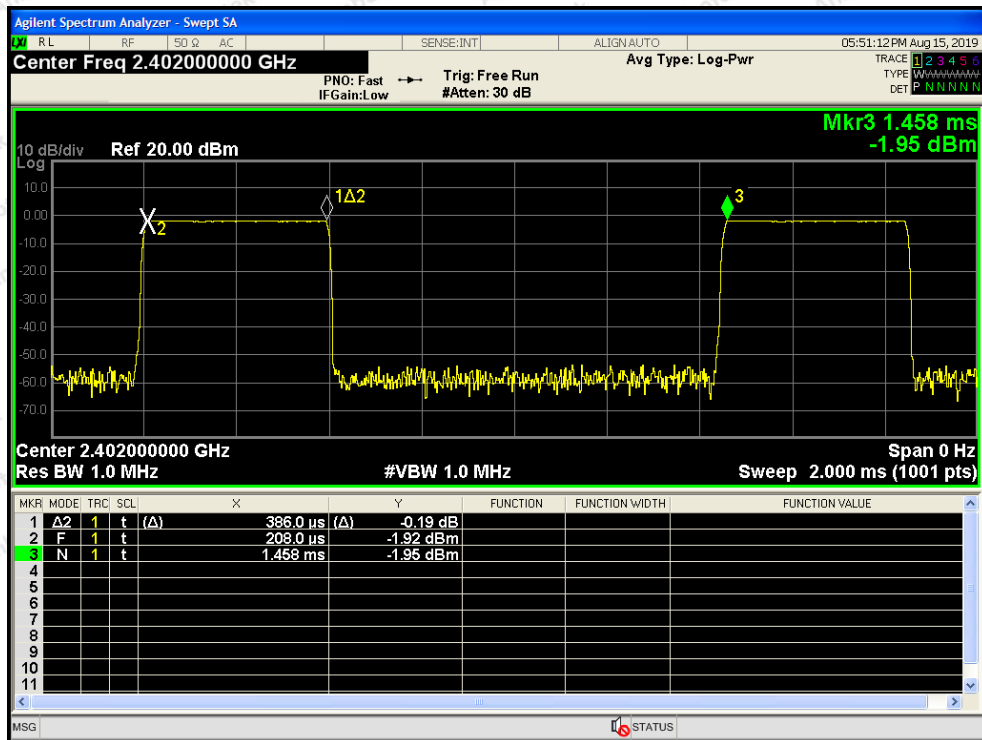 Agilent Spectrum Analyzer - Swept SA
LXI RL RF 50 Ω AC SENSE:INT ALIGNAUTO 05:51:12 PM Aug 15, 2019
Center Freq 2.402000000 GHz Avg Type: Log-Pwr TRACE 1 2 3 4 5 6
PNO: Fast Trig: Free Run TYPE WWWWWW
IFGain:Low #Atten: 30 dB DET P N N N N N
Mkr3 1.458 ms
10 dB/div Ref 20.00 dBm -1.95 dBm
Log
10.0
1Δ2
3
0.00
2
-10.0
-20.0
-30.0
-40.0
-50.0
-60.0
-70.0
Center 2.402000000 GHz Span 0 Hz
Res BW 1.0 MHz #VBW 1.0 MHz Sweep 2.000 ms (1001 pts)
MKR MODE TRC SCL X Y FUNCTION FUNCTION WIDTH FUNCTION VALUE
1 Δ2 1 t (Δ) 386.0 µs (Δ) -0.19 dB
2 F 1 t 208.0 µs -1.92 dBm
3 N 1 t 1.458 ms -1.95 dBm
4
5
6
7
8
9
10
11
MSG STATUS